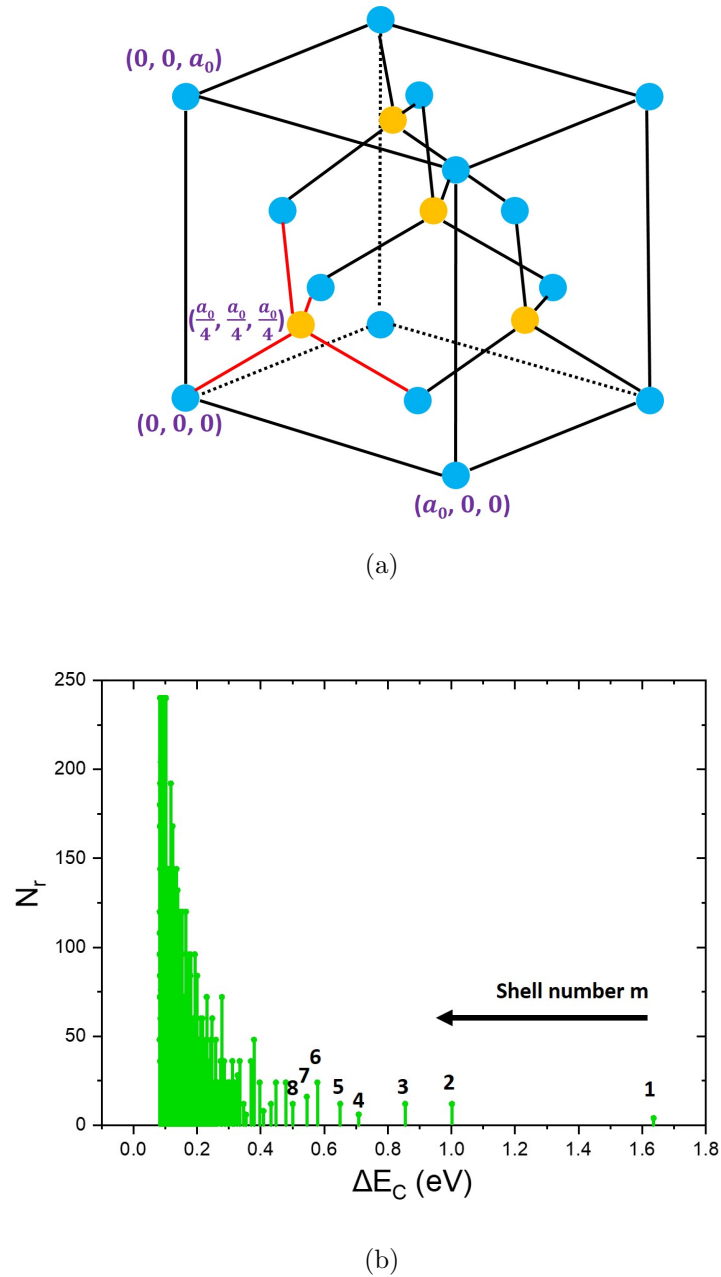 (0, 0, a₀)
(a₀/4, a₀/4, a₀/4)
(0, 0, 0)
(a₀, 0, 0)
(a)
250
200
150
100
50
0
Nᵣ
Shell number m
8 7 6 5 4 3 2 1
0.0 0.2 0.4 0.6 0.8 1.0 1.2 1.4 1.6 1.8
ΔE_C (eV)
(b)